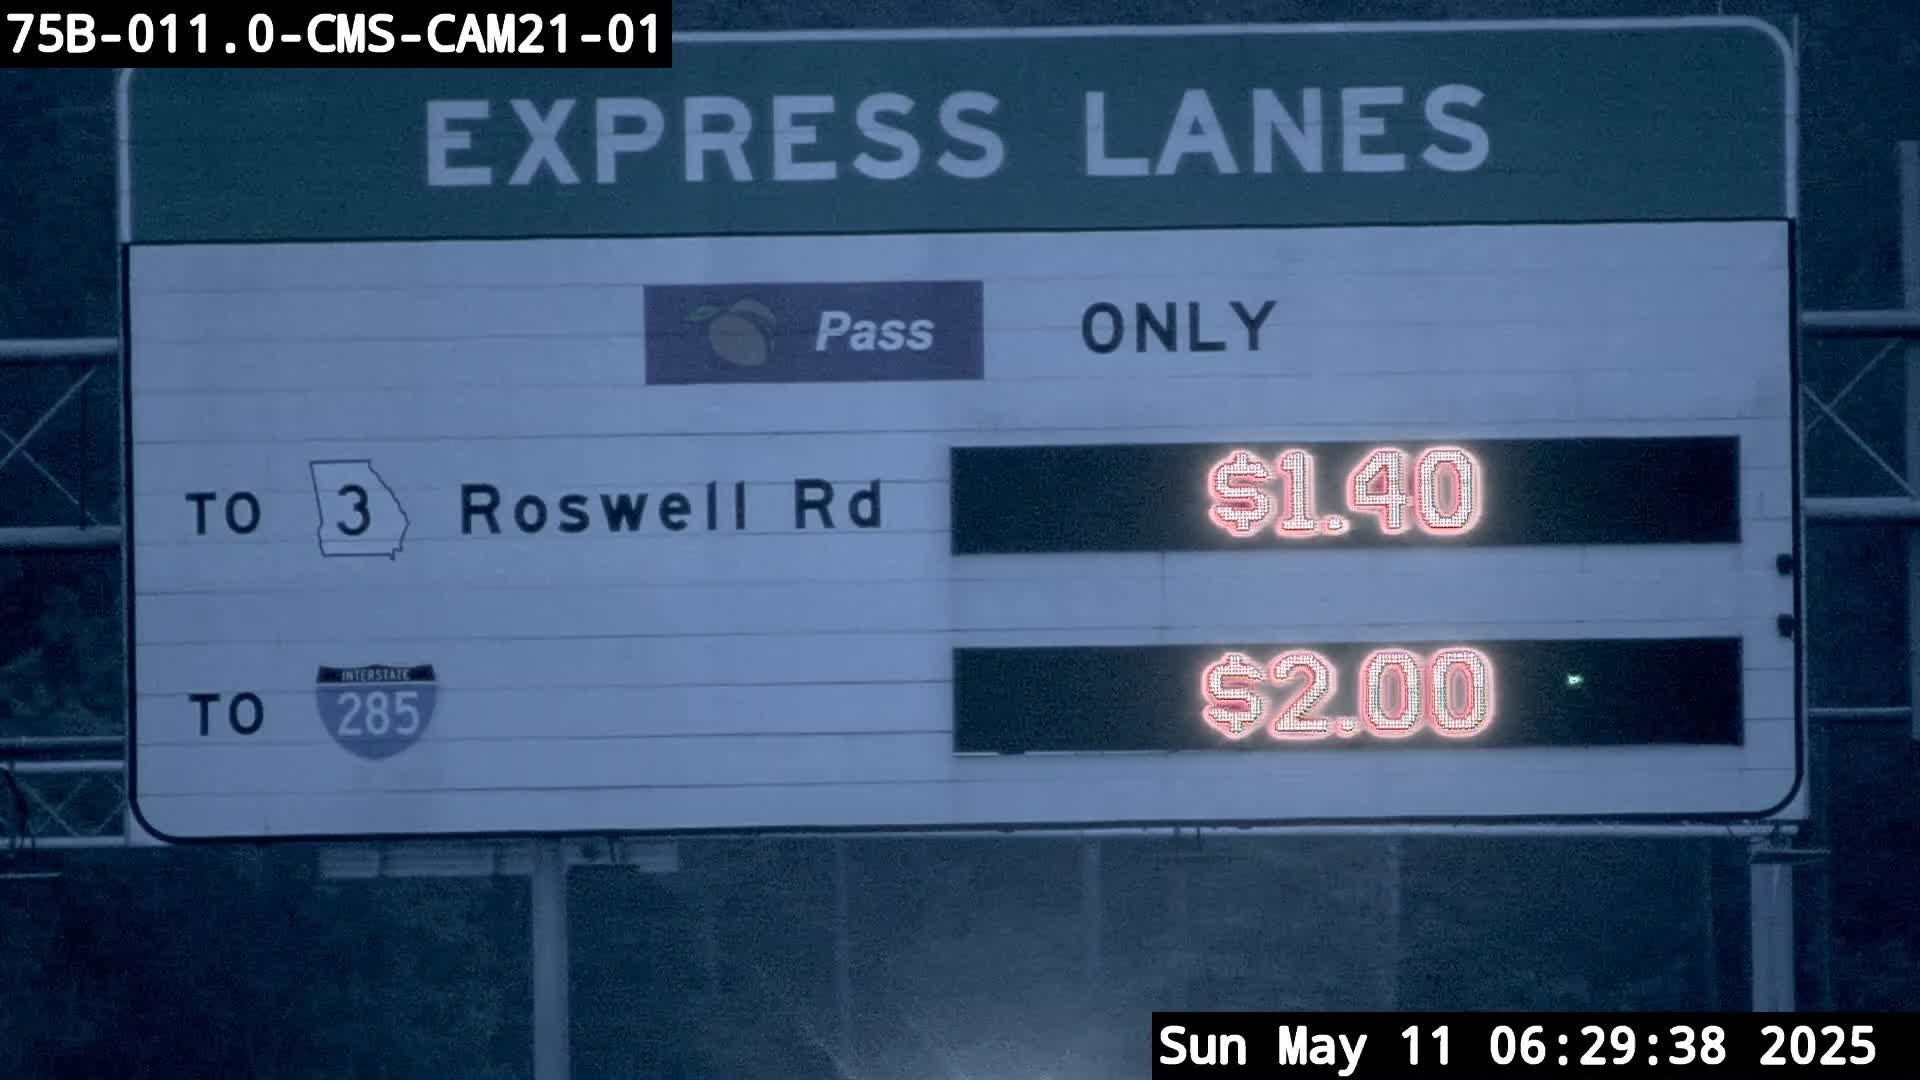 75B-011.0-CMS-CAM21-01
EXPRESS LANES
Pass ONLY
TO 3 Roswell Rd $1.40
TO INTERSTATE 285 $2.00
Sun May 11 06:29:38 2025